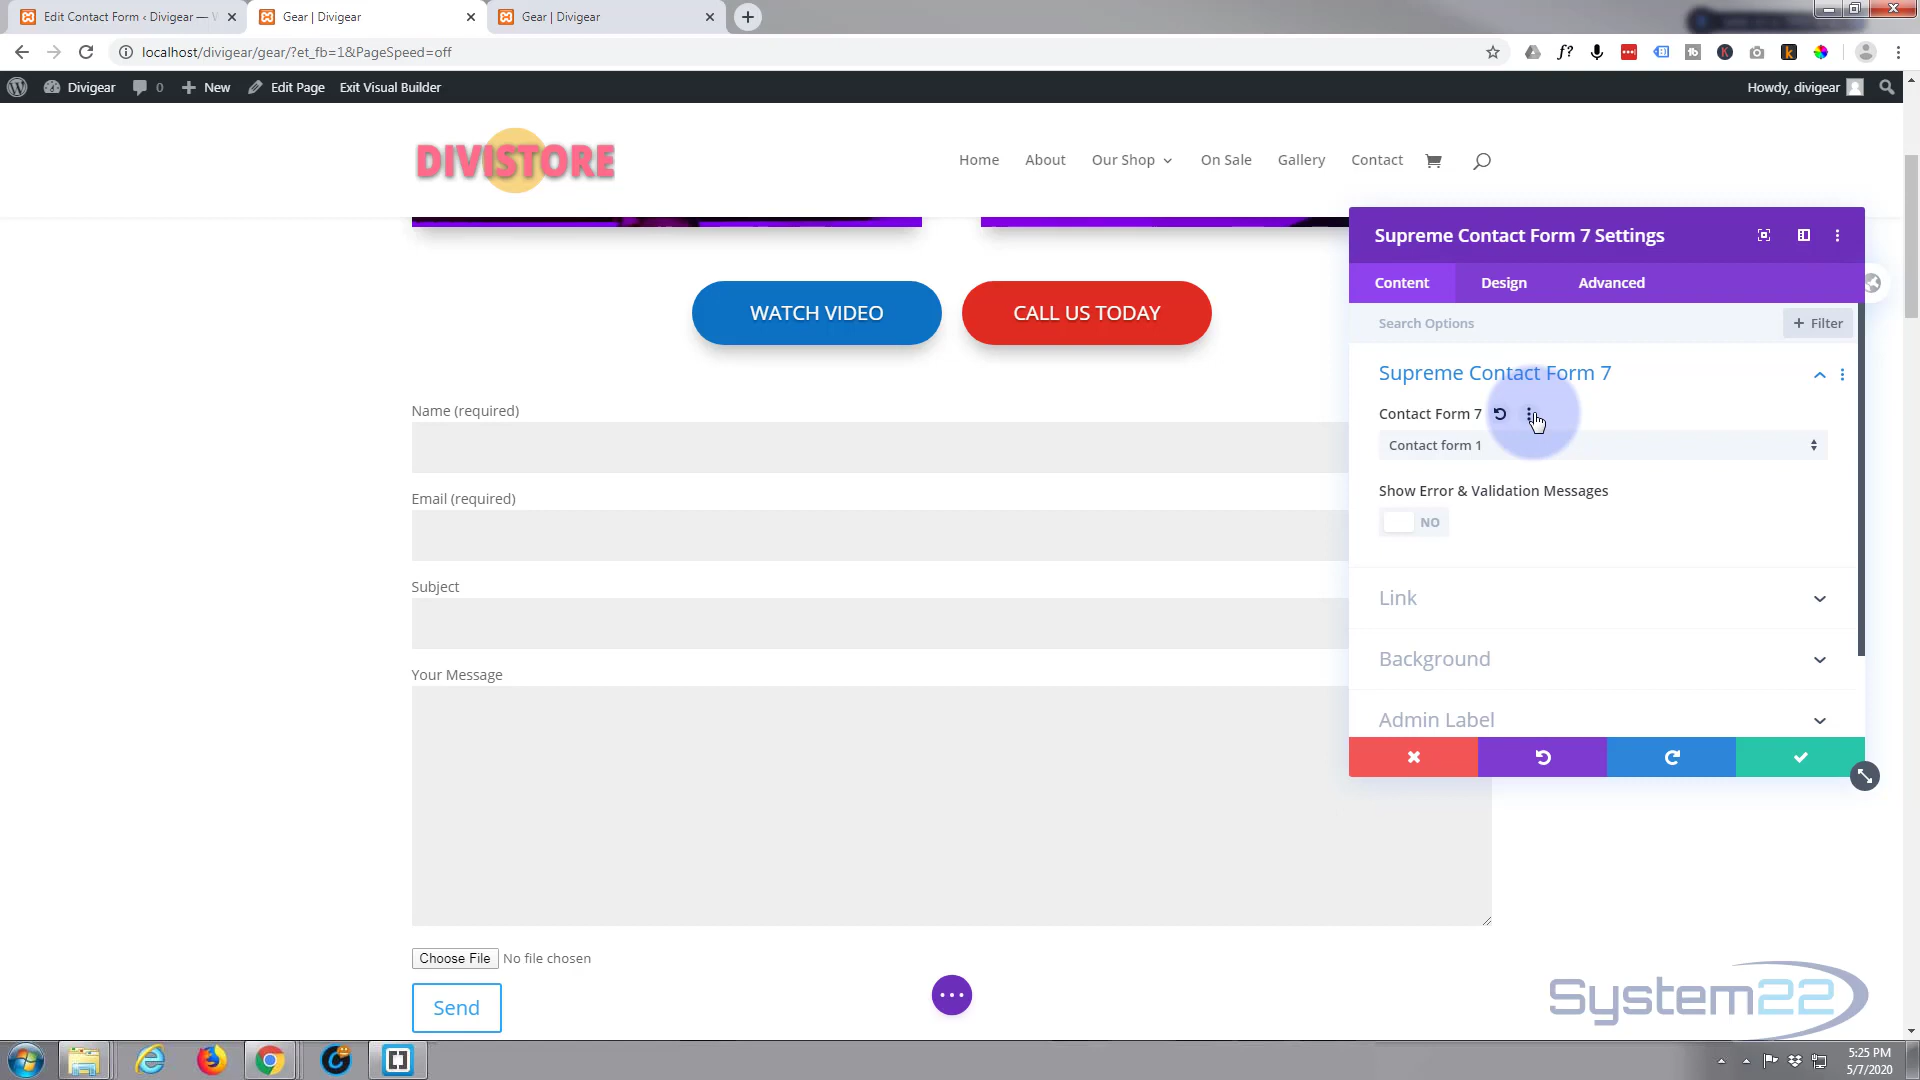 Edit Contact Form ‹ Divigear — W
Gear | Divigear
Gear | Divigear
localhost/divigear/gear/?et_fb=1&PageSpeed=off
Divigear
0
New
Edit Page
Exit Visual Builder
Howdy, divigear
DIVISTORE
Home
About
Our Shop
On Sale
Gallery
Contact
WATCH VIDEO
CALL US TODAY
Name (required)
Email (required)
Subject
Your Message
Choose File
No file chosen
Send
Supreme Contact Form 7 Settings
Content
Design
Advanced
Search Options
+ Filter
Supreme Contact Form 7
Contact Form 7
Contact form 1
Show Error & Validation Messages
NO
Link
Background
Admin Label
System22
5:25 PM
5/7/2020